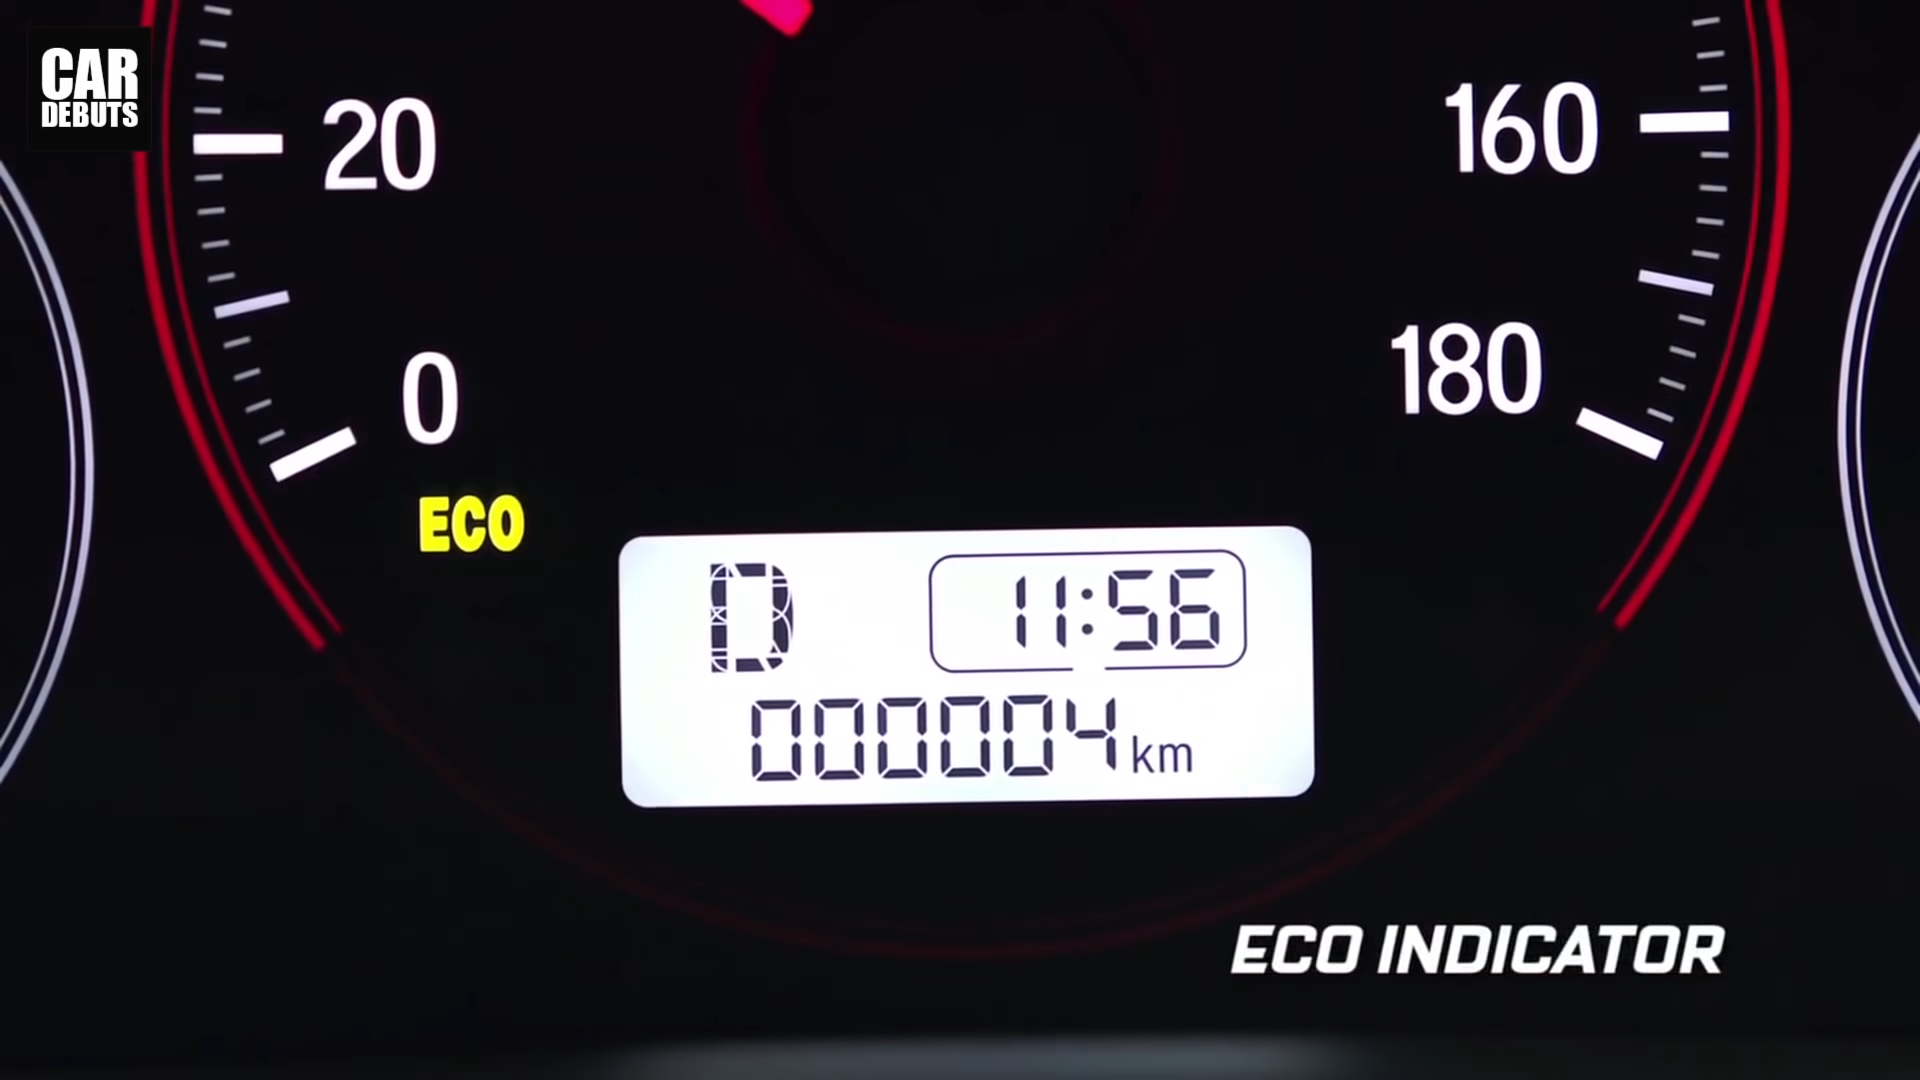 CAR
DEBUTS
20
160
0
180
ECO
D
11:56
000004 km
ECO INDICATOR